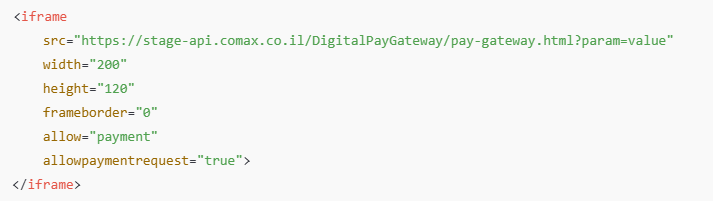 <iframe
src="https://stage-api.comax.co.il/DigitalPayGateway/pay-gateway.html?param=value"
width="200"
height="120"
frameborder="0"
allow="payment"
allowpaymentrequest="true">
</iframe>